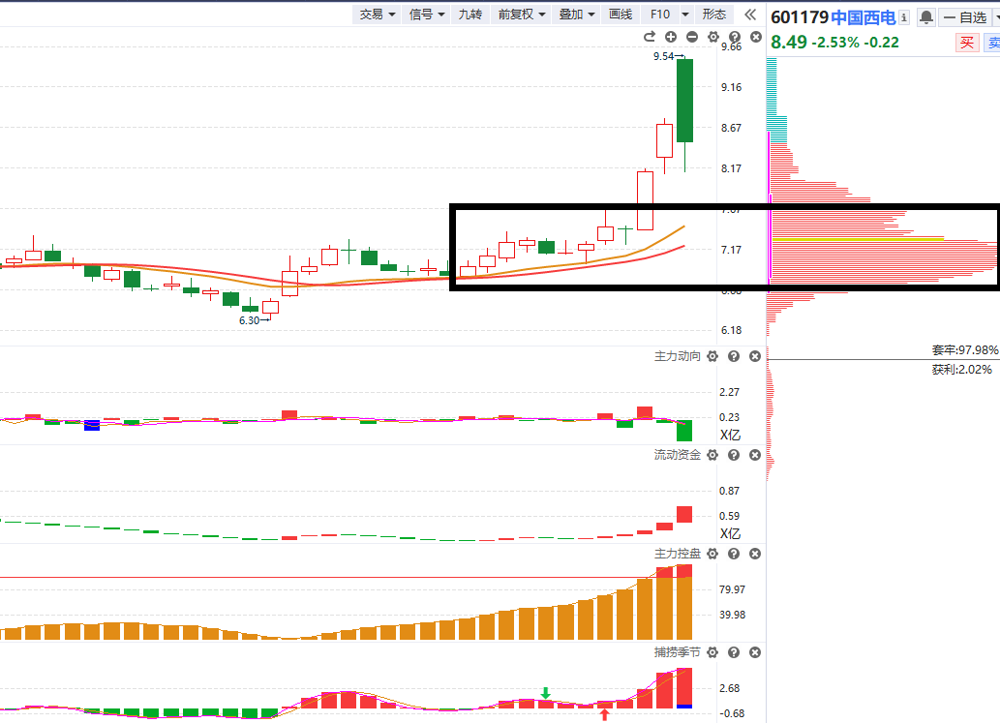 交易 信号 九转 前复权 叠加 画线 F10 形态
601179 中国西电 i 自选
8.49 -2.53% -0.22 买 卖
9.66
9.54
9.16
8.67
8.17
7.17
6.30
6.18
套牢:97.98%
获利:2.02%
主力动向
2.27
0.23
X亿
流动资金
0.87
0.59
X亿
主力控盘
79.97
39.98
捕捞季节
2.68
-0.68